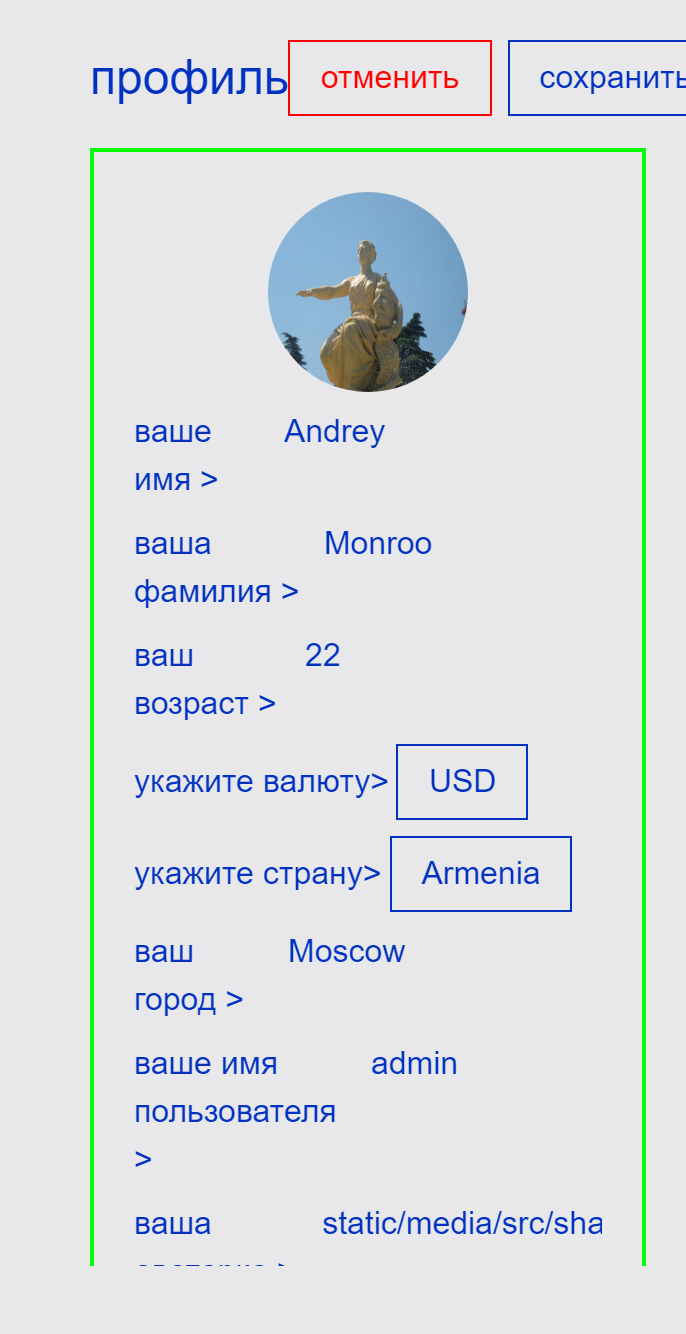 профиль отменить сохранить
ваше Andrey
имя >
ваша Monroo
фамилия >
ваш 22
возраст >
укажите валюту> USD
укажите страну> Armenia
ваш Moscow
город >
ваше имя admin
пользователя
>
ваша static/media/src/sha